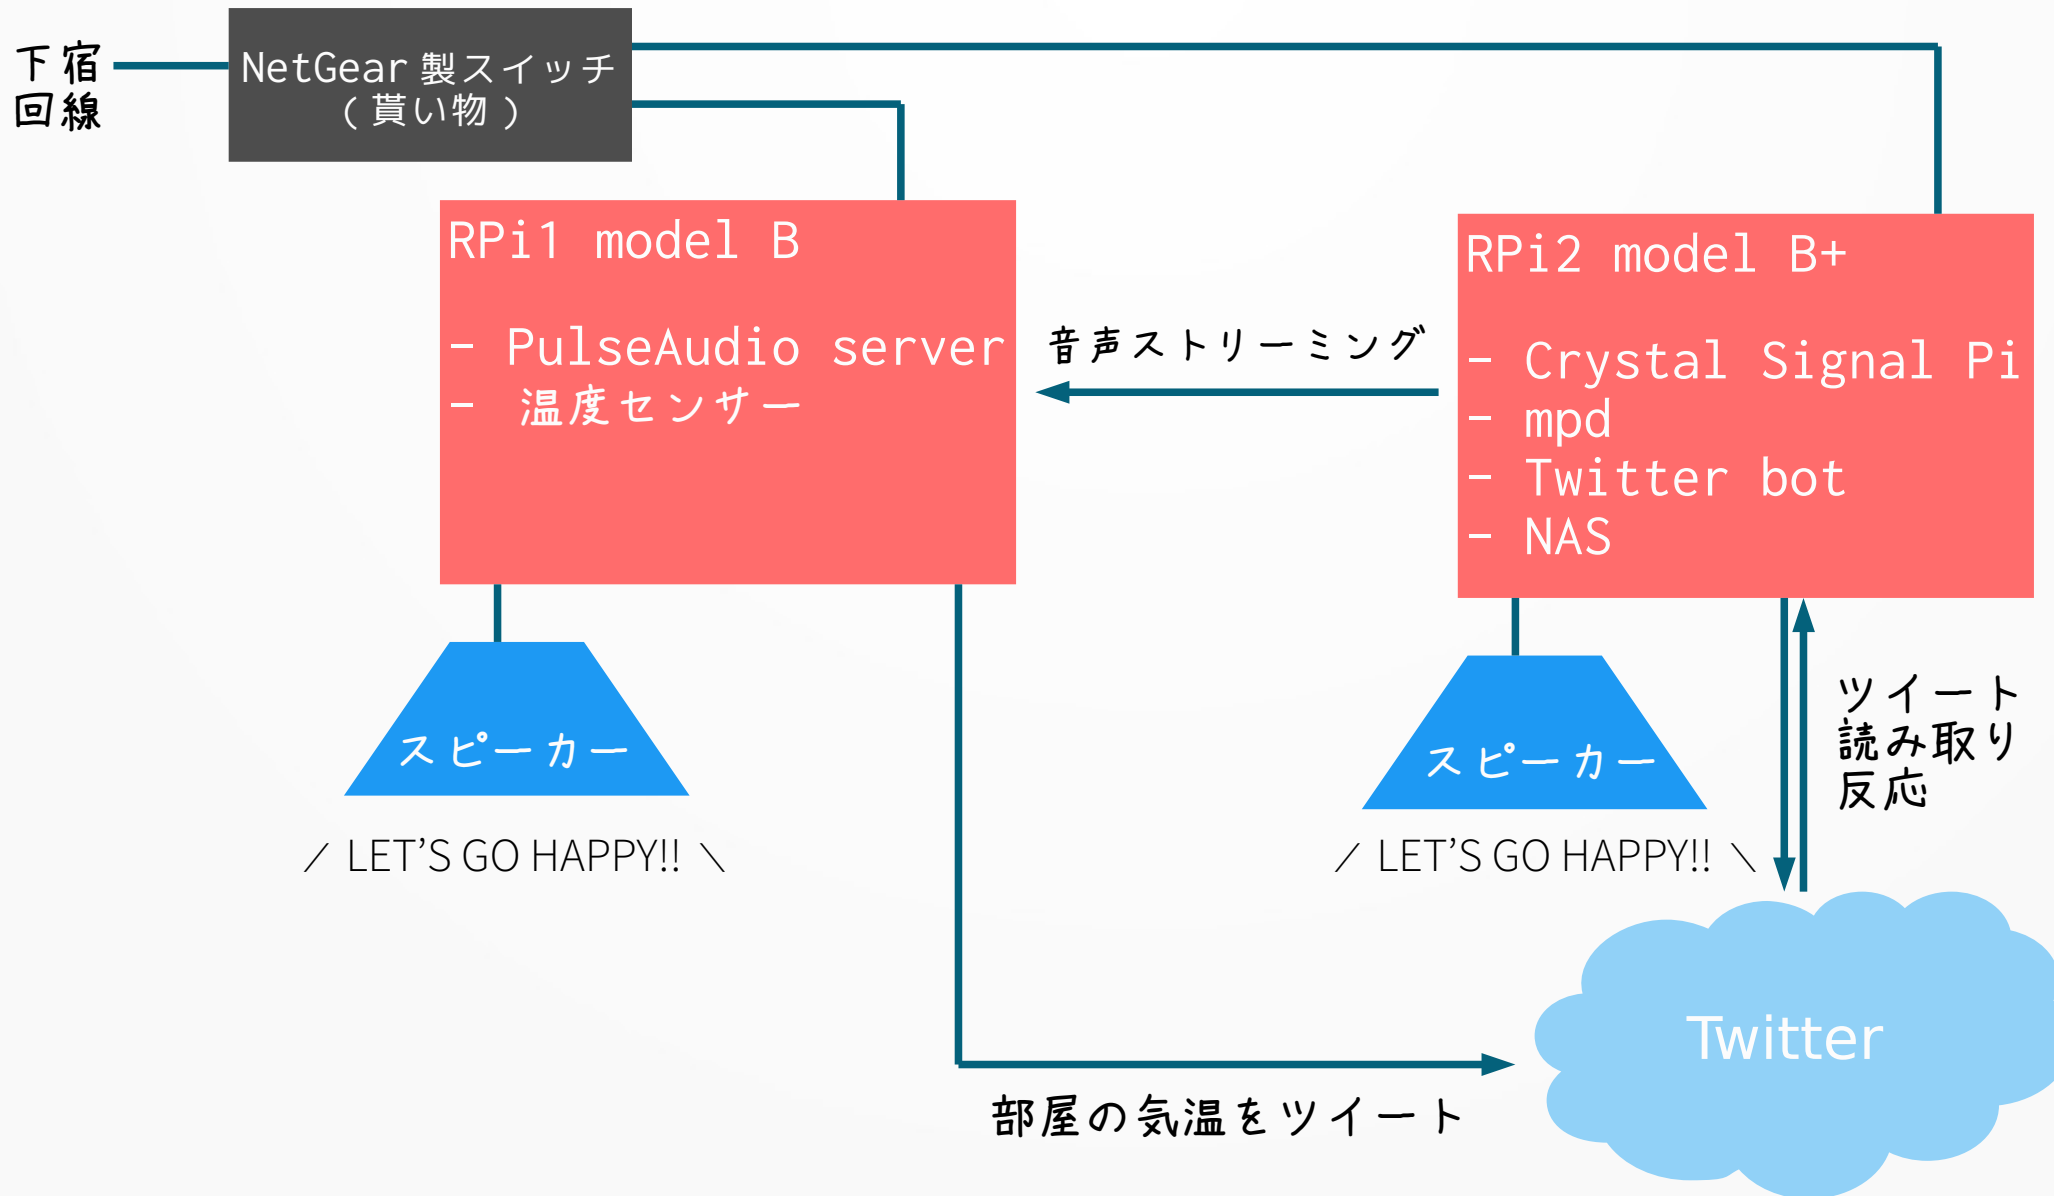 下宿
回線
NetGear 製スイッチ
( 貰い物 )
RPi1 model B
- PulseAudio server
- 温度センサー
音声ストリーミング
RPi2 model B+
- Crystal Signal Pi
- mpd
- Twitter bot
- NAS
スピーカー
／ LET’S GO HAPPY!! ＼
スピーカー
／ LET’S GO HAPPY!! ＼
ツイート
読み取り
反応
Twitter
部屋の気温をツイート